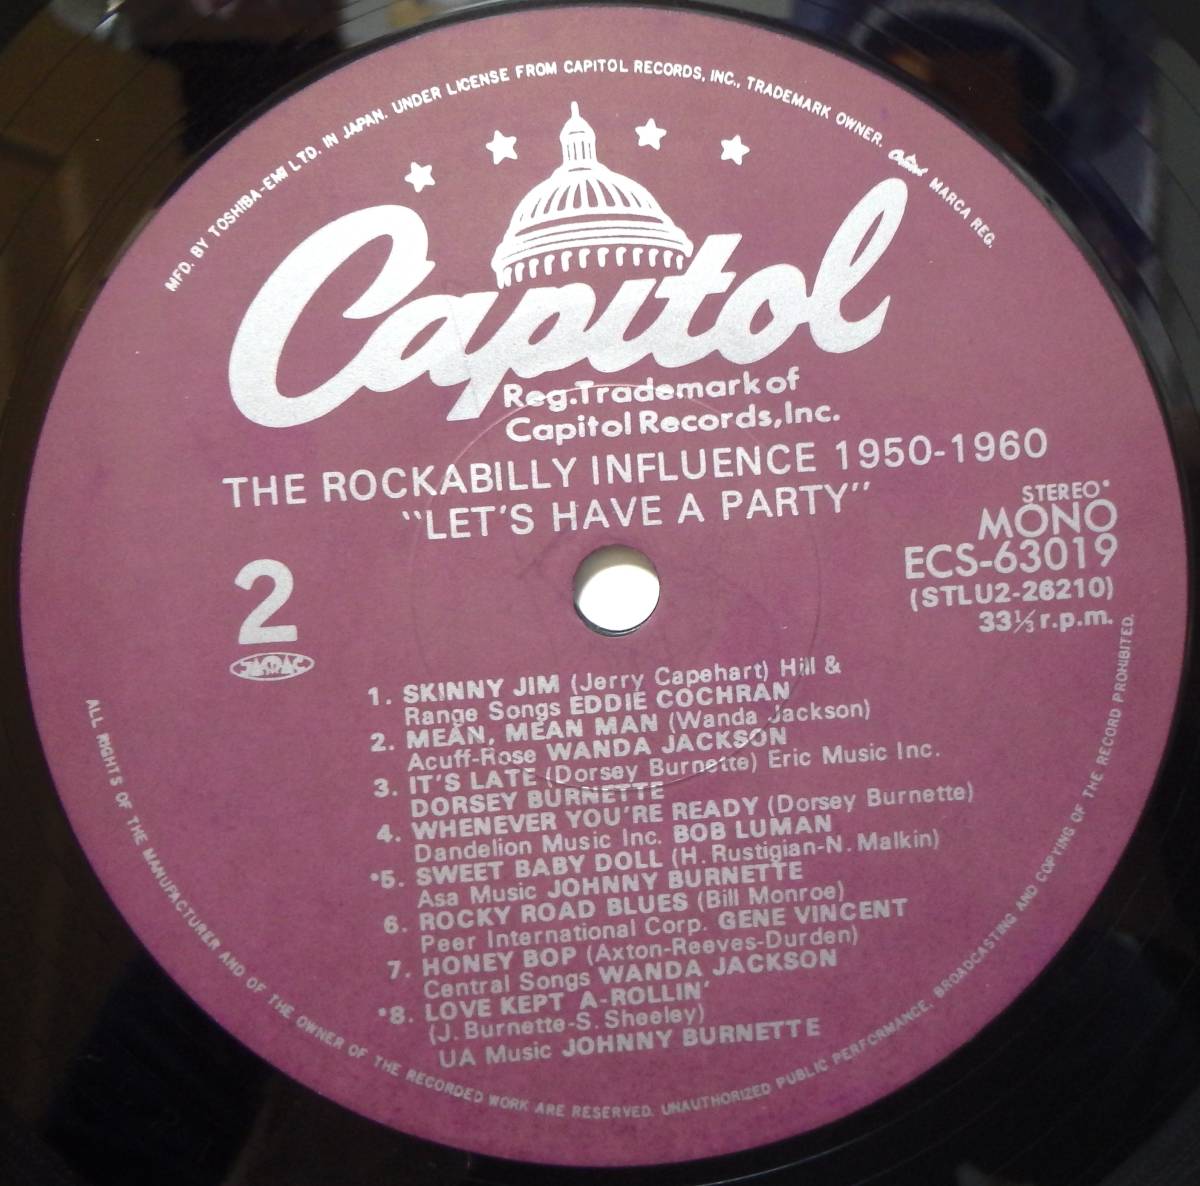 MFD. BY TOSHIBA-EMI LTD. IN JAPAN. UNDER LICENSE FROM CAPITOL RECORDS, INC., TRADEMARK OWNER. Capitol MARCA REG.
Capitol
Reg.Trademark of
Capitol Records,Inc.
THE ROCKABILLY INFLUENCE 1950-1960
"LET'S HAVE A PARTY"
STEREO*
MONO
ECS-63019
(STLU2-26210)
33⅓ r.p.m.
2
JASRAC
1. SKINNY JIM (Jerry Capehart) Hill &
Range Songs EDDIE COCHRAN
2. MEAN, MEAN MAN (Wanda Jackson)
Acuff-Rose WANDA JACKSON
3. IT'S LATE (Dorsey Burnette) Eric Music Inc.
DORSEY BURNETTE
4. WHENEVER YOU'RE READY (Dorsey Burnette)
Dandelion Music Inc. BOB LUMAN
*5. SWEET BABY DOLL (H. Rustigian-N. Malkin)
Asa Music JOHNNY BURNETTE
6. ROCKY ROAD BLUES (Bill Monroe)
Peer International Corp. GENE VINCENT
7. HONEY BOP (Axton-Reeves-Durden)
Central Songs WANDA JACKSON
*8. LOVE KEPT A-ROLLIN'
(J. Burnette-S. Sheeley)
UA Music JOHNNY BURNETTE
ALL RIGHTS OF THE MANUFACTURER AND OF THE OWNER OF THE RECORDED WORK ARE RESERVED. UNAUTHORIZED PUBLIC PERFORMANCE, BROADCASTING AND COPYING OF THE RECORD PROHIBITED.